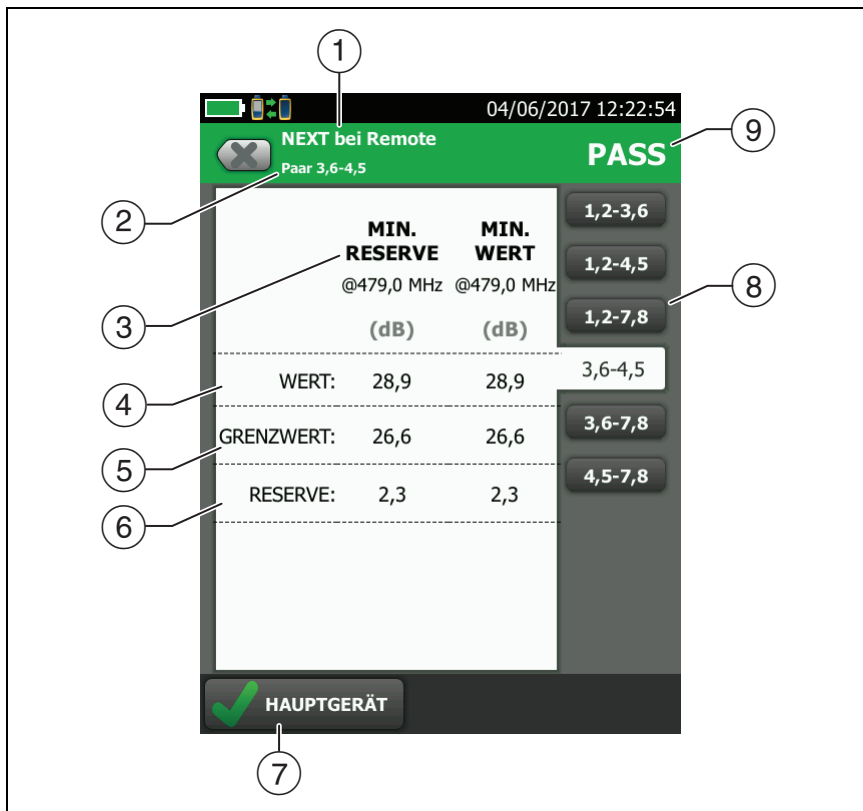 1
04/06/2017 12:22:54
NEXT bei Remote
Paar 3,6-4,5
PASS
9
2
MIN. RESERVE
MIN. WERT
@479,0 MHz @479,0 MHz
(dB) (dB)
3
1,2-3,6
1,2-4,5
1,2-7,8
3,6-4,5
3,6-7,8
4,5-7,8
8
4
WERT: 28,9 28,9
5
GRENZWERT: 26,6 26,6
6
RESERVE: 2,3 2,3
HAUPTGERÄT
7